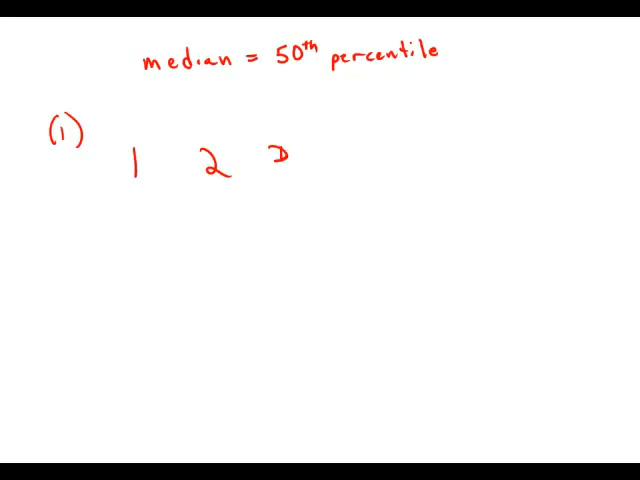 median = 50th percentile
(1)
1 2